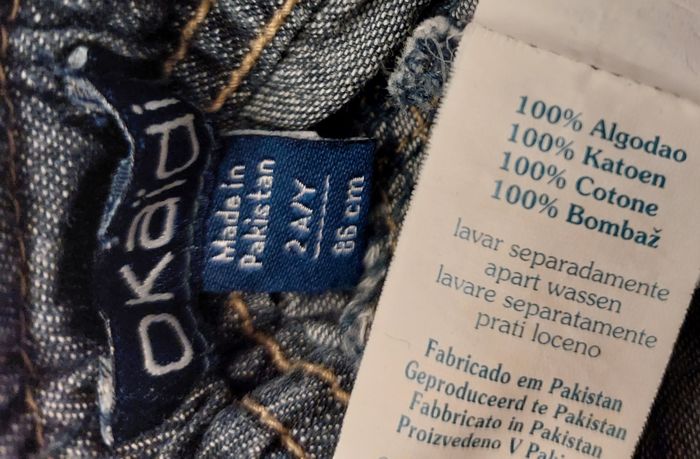 OKAÏDI
Made in
Pakistan
2 A/Y
86 cm
100% Algodao
100% Katoen
100% Cotone
100% Bombaž
lavar separadamente
apart wassen
lavare separatamente
prati loceno
Fabricado em Pakistan
Geproduceerd te Pakistan
Fabbricato in Pakistan
Proizvedeno V Pakistan